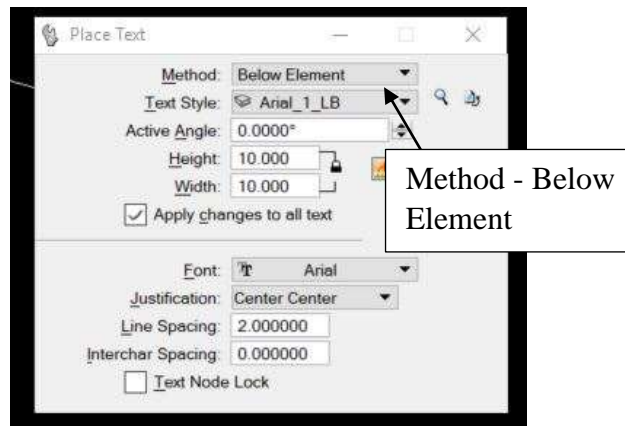 Place Text
Method: Below Element
Text Style: Arial_1_LB
Active Angle: 0.0000°
Height: 10.000
Width: 10.000
Apply changes to all text
Method - Below
Element
Font: Arial
Justification: Center Center
Line Spacing: 2.000000
Interchar Spacing: 0.000000
Text Node Lock